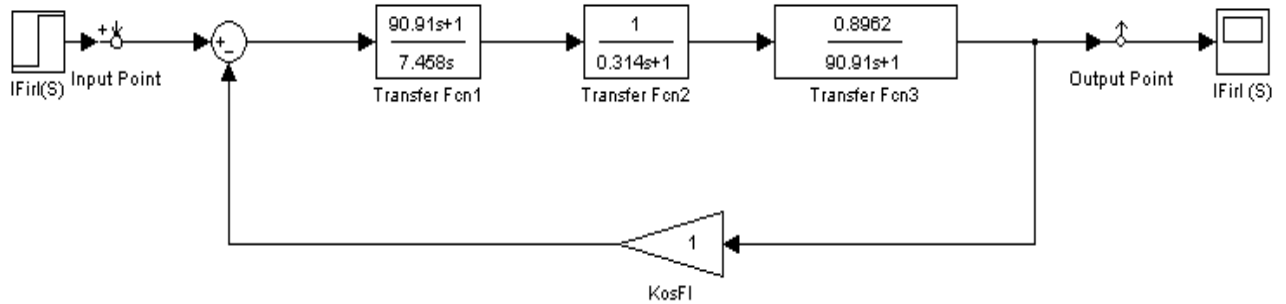 +
+
−
90.91s+1
7.458s
1
0.314s+1
0.8962
90.91s+1
IFirl(S)
Input Point
Transfer Fcn1
Transfer Fcn2
Transfer Fcn3
Output Point
IFirl (S)
1
KosFl